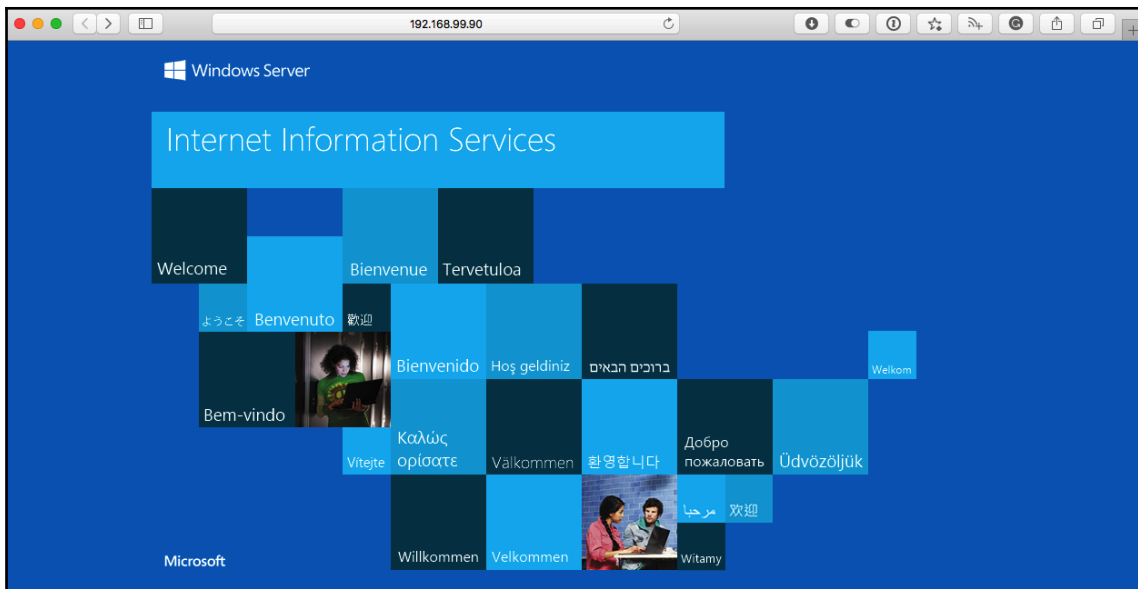 192.168.99.90
Windows Server
Internet Information Services
Welcome
Bienvenue
Tervetuloa
ようこそ
Benvenuto
歡迎
Bienvenido
Hoş geldiniz
ברוכים הבאים
Welkom
Bem-vindo
Vítejte
Καλώς
ορίσατε
Välkommen
환영합니다
Добро
пожаловать
Üdvözöljük
مرحبا
欢迎
Willkommen
Velkommen
Witamy
Microsoft